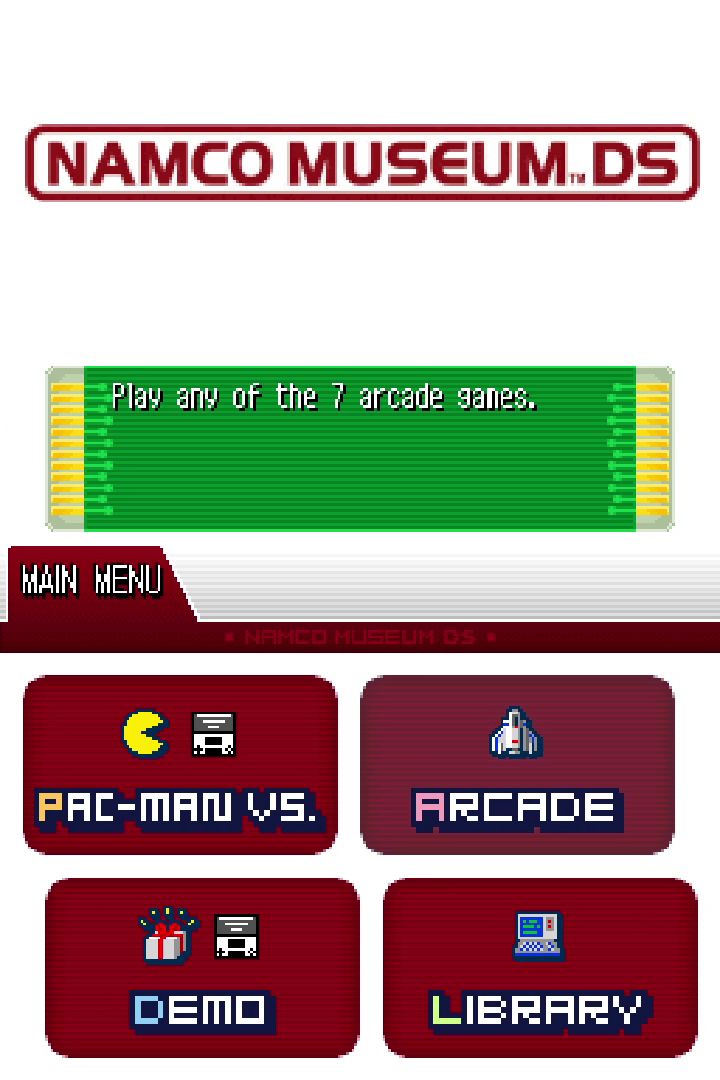 NAMCO MUSEUM™ DS
Play any of the 7 arcade games.
MAIN MENU
• NAMCO MUSEUM DS •
PAC-MAN VS.
ARCADE
DEMO
LIBRARY